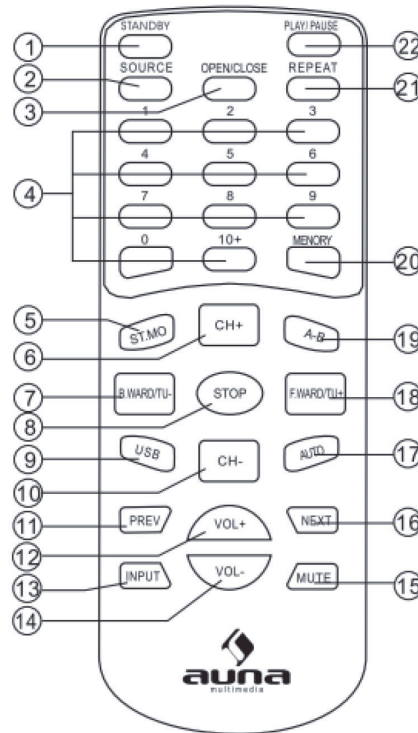 STANDBY PLAY/PAUSE
1 22
SOURCE OPEN/CLOSE REPEAT
2 21
3
1 2 3
4 5 6
4
7 8 9
0 10+ MENORY
20
5 ST.MO CH+ A-B 19
6
7 B.WARD/TU- STOP F.WARD/TU+ 18
8
9 USB CH- AUTO 17
10
11 PREV VOL+ NEXT 16
12
13 INPUT VOL- MUTE 15
14
auna
multimedia